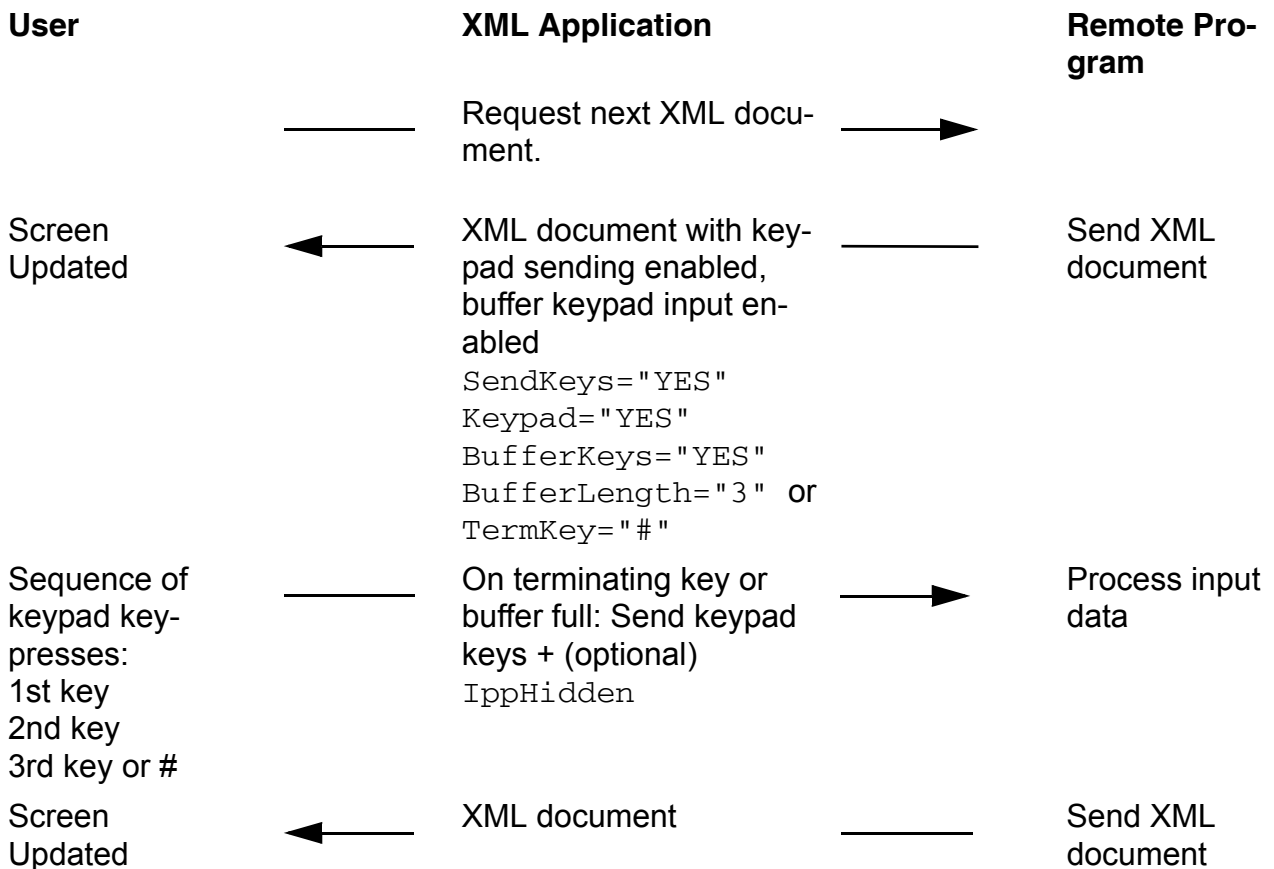 User
XML Application
Remote Pro-
gram
Request next XML docu-
ment.
Screen
Updated
XML document with key-
pad sending enabled,
buffer keypad input en-
abled
SendKeys="YES"
Keypad="YES"
BufferKeys="YES"
BufferLength="3" or
TermKey="#"
Send XML
document
Sequence of
keypad key-
presses:
1st key
2nd key
3rd key or #
On terminating key or
buffer full: Send keypad
keys + (optional)
IppHidden
Process input
data
Screen
Updated
XML document
Send XML
document